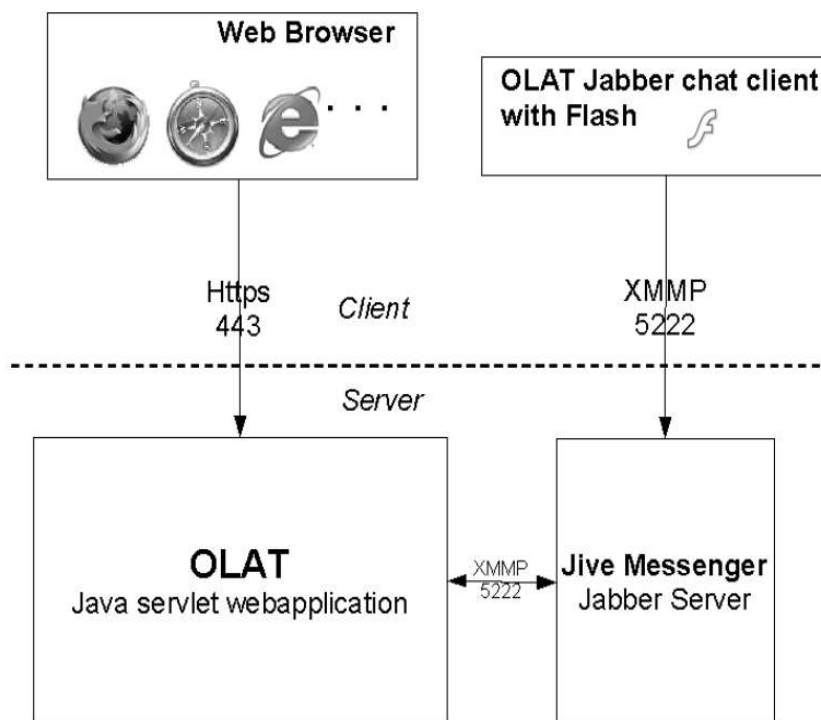 Web Browser
. . .
OLAT Jabber chat client
with Flash
Https
443
Client
XMMP
5222
Server
OLAT
Java servlet webapplication
XMMP
5222
Jive Messenger
Jabber Server